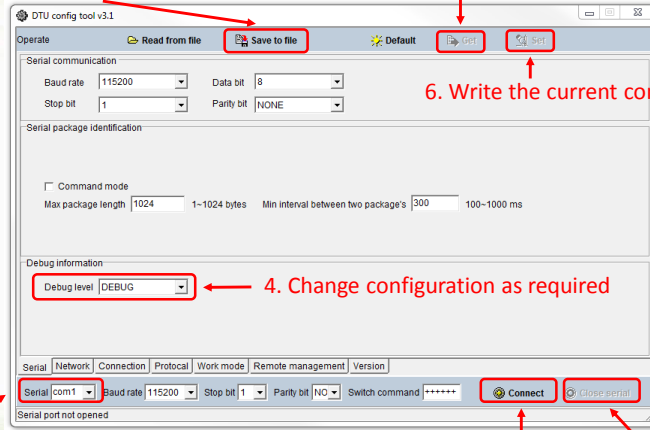 DTU config tool v3.1
Operate Read from file Save to file Default Get Set
Serial communication
Baud rate 115200 Data bit 8
Stop bit 1 Parity bit NONE
6. Write the current con
Serial package identification
Command mode
Max package length 1024 1~1024 bytes Min interval between two package's 300 100~1000 ms
Debug information
Debug level DEBUG
4. Change configuration as required
Serial Network Connection Protocal Work mode Remote management Version
Serial com1 Baud rate 115200 Stop bit 1 Parity bit NO Switch command ++++++ Connect Close serial
Serial port not opened